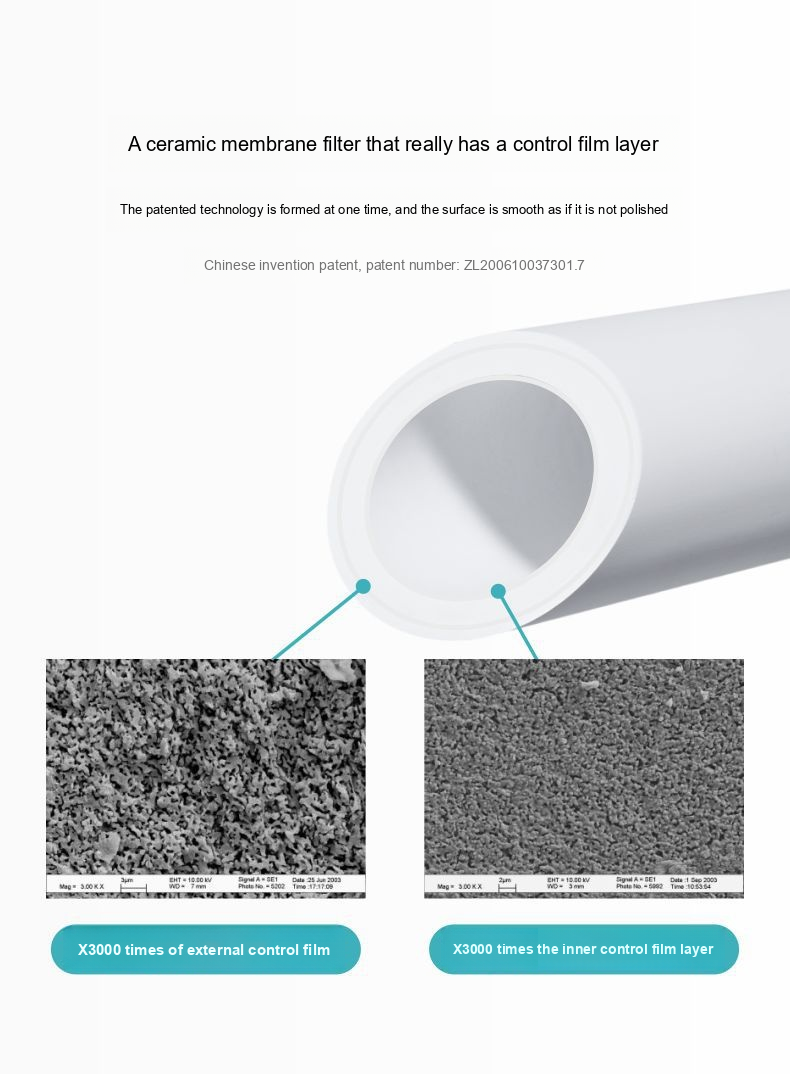 A ceramic membrane filter that really has a control film layer
The patented technology is formed at one time, and the surface is smooth as if it is not polished
Chinese invention patent, patent number: ZL200610037301.7
Mag = 3.00 K X
3µm
EHT = 10.00 kV
WD = 7 mm
Signal A = SE1
Photo No. = 5202
Date :25 Jun 2003
Time :17:17:09
Mag = 3.00 K X
2µm
EHT = 10.00 kV
WD = 3 mm
Signal A = SE1
Photo No. = 5992
Date :1 Sep 2003
Time :10:53:54
X3000 times of external control film
X3000 times the inner control film layer